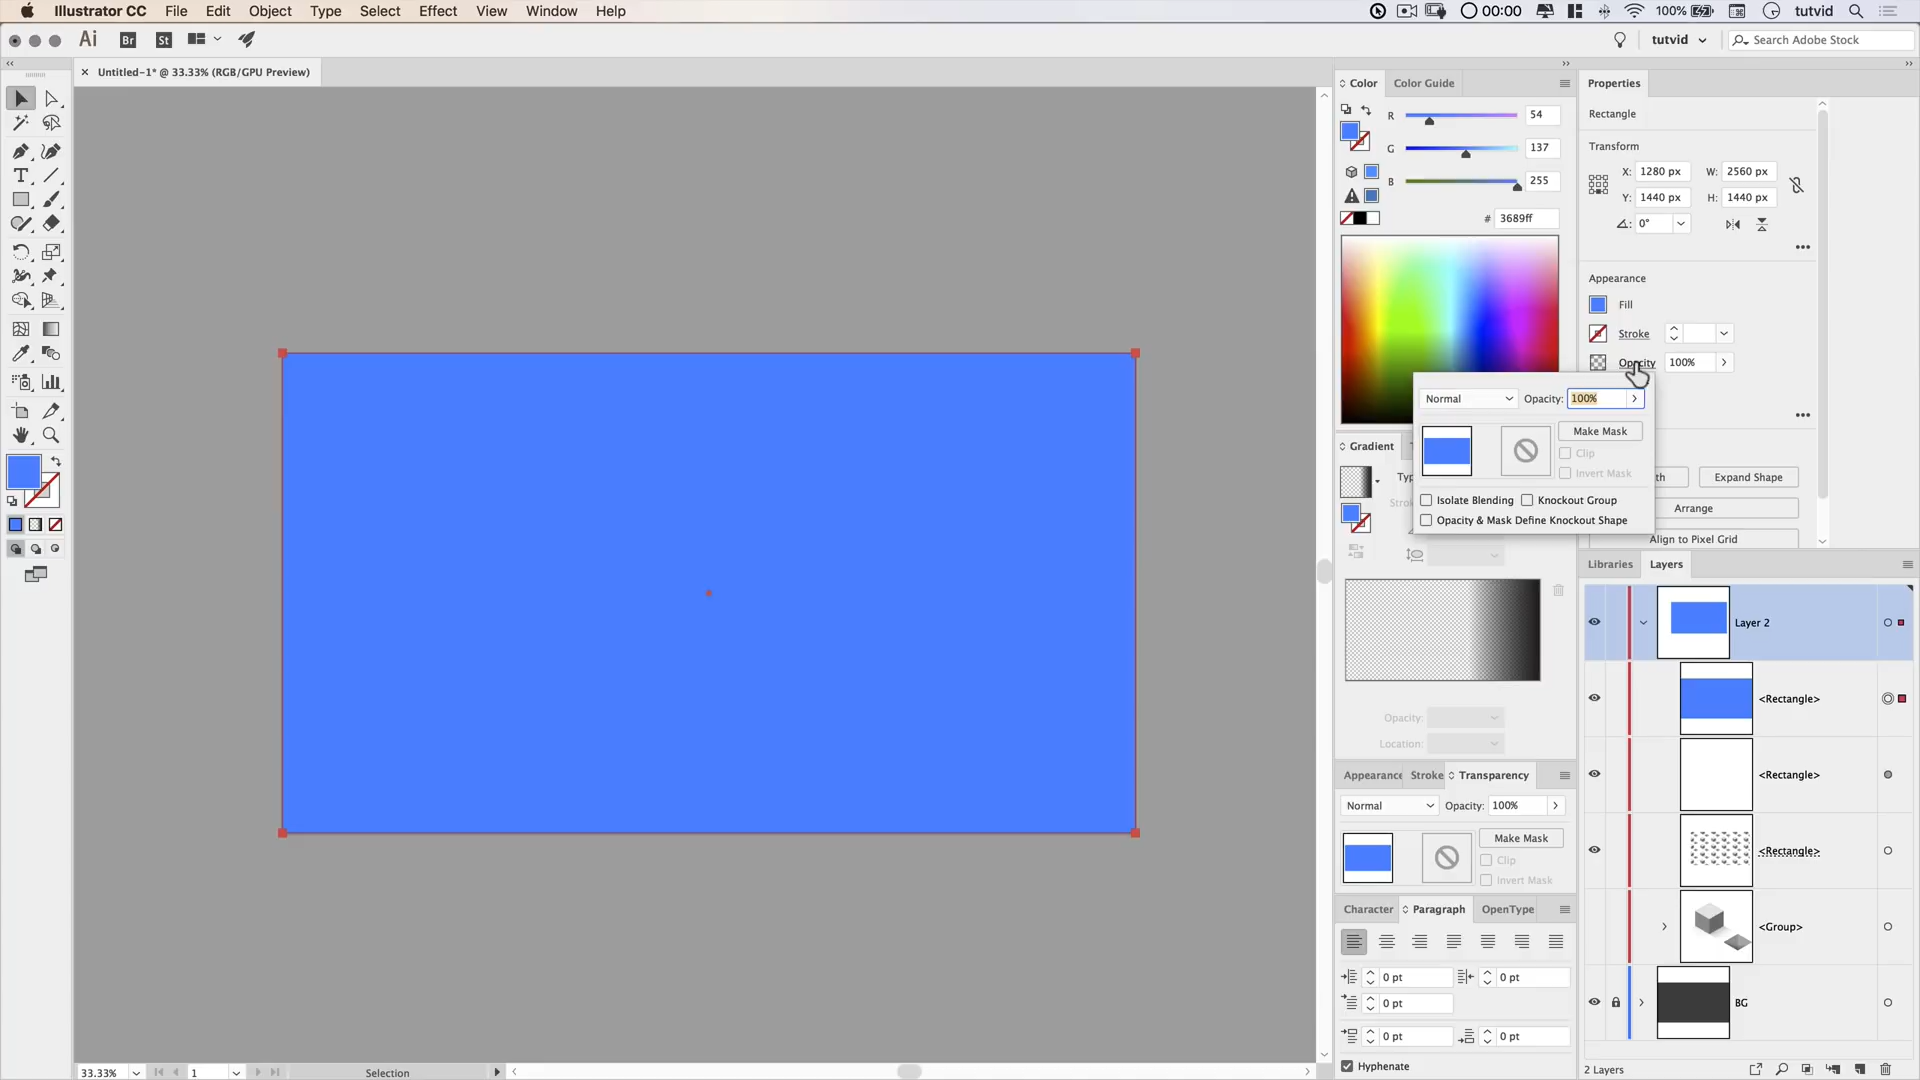 Illustrator CC File Edit Object Type Select Effect View Window Help 00:00 100% tutvid
Ai Br St tutvid Search Adobe Stock
Untitled-1* @ 33.33% (RGB/GPU Preview)
Color Color Guide
R 54
G 137
B 255
# 3689ff
Properties
Rectangle
Transform
X: 1280 px W: 2560 px
Y: 1440 px H: 1440 px
0°
Appearance
Fill
Stroke
Opacity 100%
Normal Opacity: 100%
Make Mask
Clip
Invert Mask
Isolate Blending Knockout Group
Opacity & Mask Define Knockout Shape
th Expand Shape
Arrange
Align to Pixel Grid
Gradient
Typ
Strok
Opacity:
Location:
Appearance Stroke Transparency
Normal Opacity: 100%
Make Mask
Clip
Invert Mask
Character Paragraph OpenType
0 pt 0 pt
0 pt
0 pt 0 pt
Hyphenate
Libraries Layers
Layer 2
<Rectangle>
<Rectangle>
<Rectangle>
<Group>
BG
2 Layers
33.33% 1 Selection